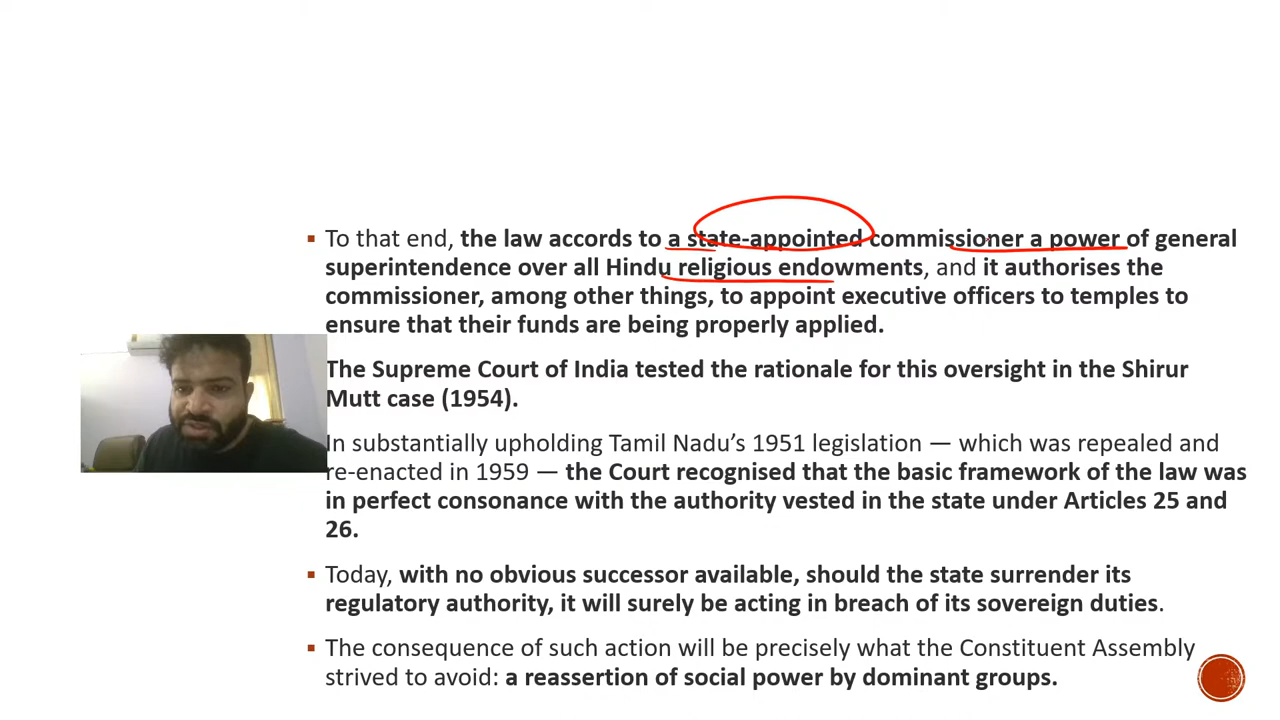 To that end, the law accords to a state-appointed commissioner a power of general
superintendence over all Hindu religious endowments, and it authorises the
commissioner, among other things, to appoint executive officers to temples to
ensure that their funds are being properly applied.
The Supreme Court of India tested the rationale for this oversight in the Shirur
Mutt case (1954).
In substantially upholding Tamil Nadu’s 1951 legislation — which was repealed and
re-enacted in 1959 — the Court recognised that the basic framework of the law was
in perfect consonance with the authority vested in the state under Articles 25 and
26.
Today, with no obvious successor available, should the state surrender its
regulatory authority, it will surely be acting in breach of its sovereign duties.
The consequence of such action will be precisely what the Constituent Assembly
strived to avoid: a reassertion of social power by dominant groups.